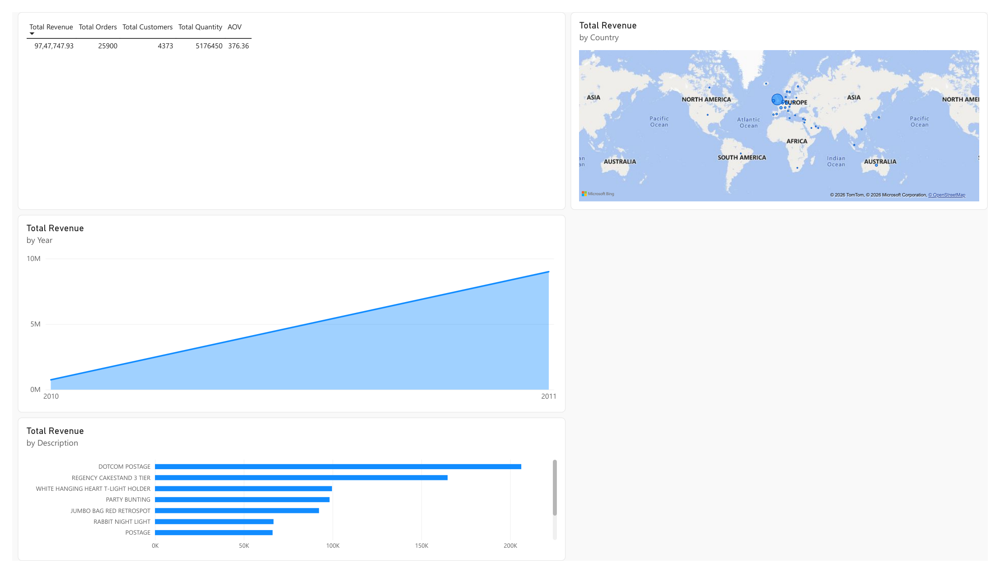 Total Revenue Total Orders Total Customers Total Quantity AOV
97,47,747.93 25900 4373 5176450 376.36
Total Revenue
by Country
ASIA
NORTH AMERICA
EUROPE
ASIA
NORTH AME
Pacific
Ocean
Atlantic
Ocean
Pacific
Ocean
AFRICA
SOUTH AMERICA
an
an
AUSTRALIA
Indian
Ocean
AUSTRALIA
Microsoft Bing
© 2026 TomTom, © 2026 Microsoft Corporation, © OpenStreetMap
Total Revenue
by Year
10M
5M
0M
2010 2011
Total Revenue
by Description
DOTCOM POSTAGE
REGENCY CAKESTAND 3 TIER
WHITE HANGING HEART T-LIGHT HOLDER
PARTY BUNTING
JUMBO BAG RED RETROSPOT
RABBIT NIGHT LIGHT
POSTAGE
0K 50K 100K 150K 200K